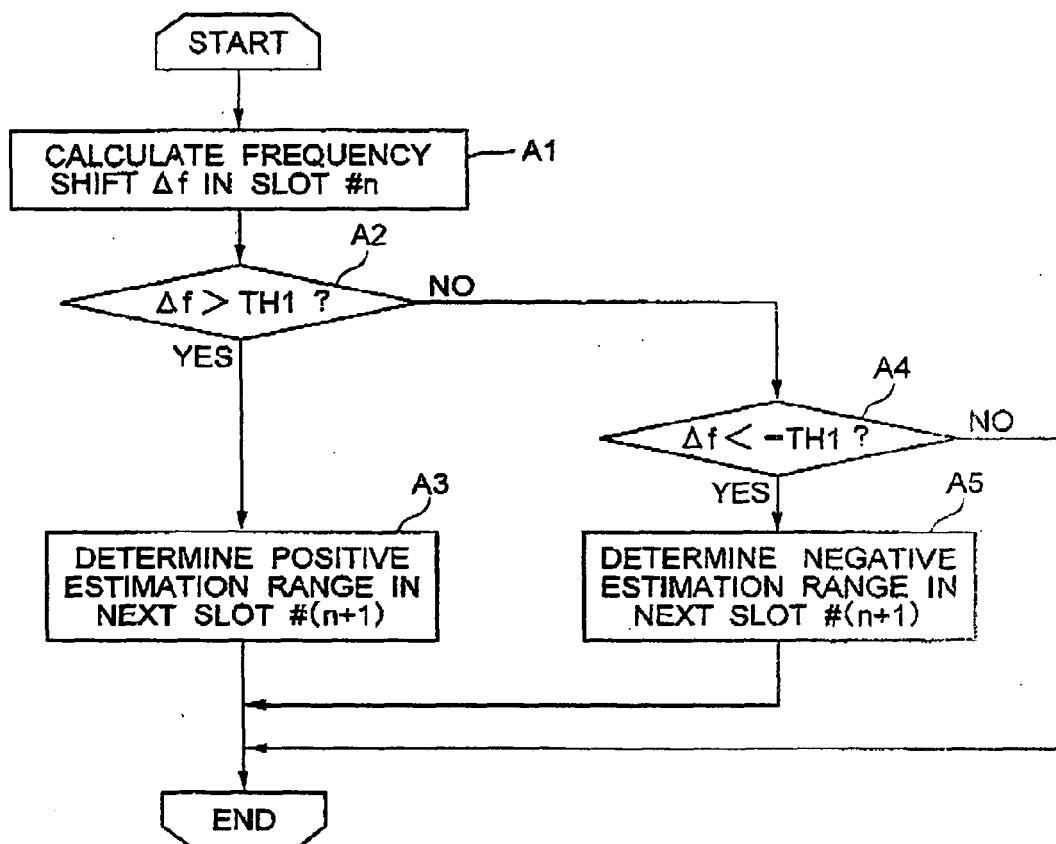 START
CALCULATE FREQUENCY
SHIFT Δf IN SLOT #n
A1
A2
Δf > TH1 ?
NO
YES
A4
Δf < -TH1 ?
NO
YES
A3
DETERMINE POSITIVE
ESTIMATION RANGE IN
NEXT SLOT #(n+1)
A5
DETERMINE NEGATIVE
ESTIMATION RANGE IN
NEXT SLOT #(n+1)
END